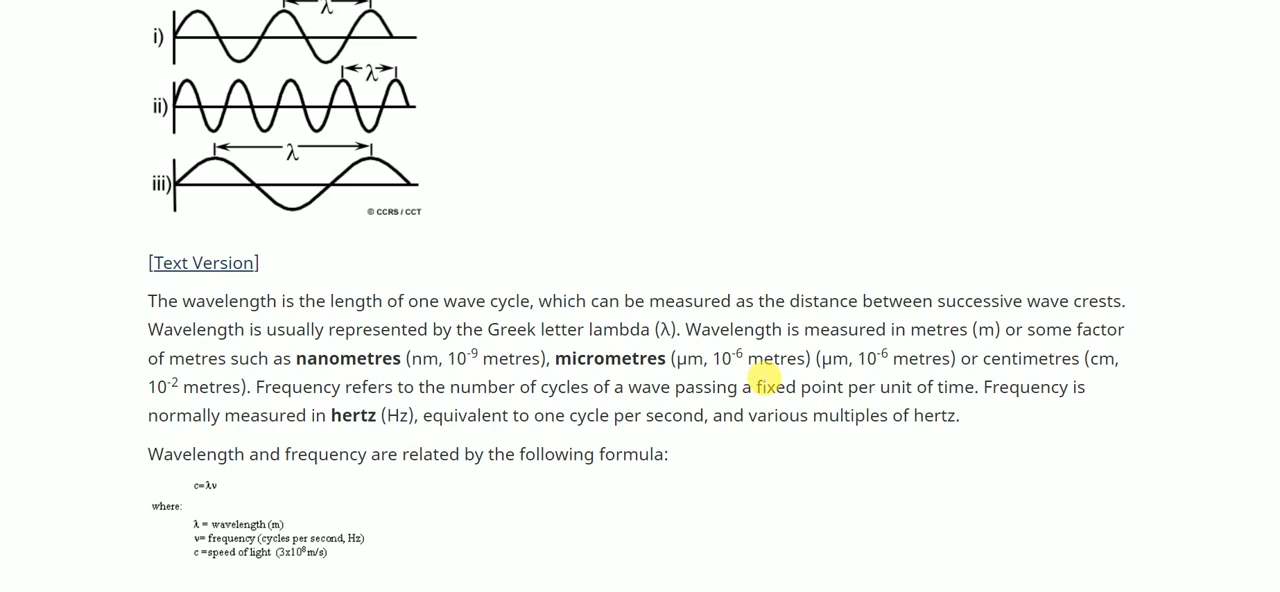 λ
i)
λ
ii)
λ
iii)
© CCRS / CCT
[Text Version]
The wavelength is the length of one wave cycle, which can be measured as the distance between successive wave crests.
Wavelength is usually represented by the Greek letter lambda (λ). Wavelength is measured in metres (m) or some factor
of metres such as nanometres (nm, 10⁻⁹ metres), micrometres (μm, 10⁻⁶ metres) (μm, 10⁻⁶ metres) or centimetres (cm,
10⁻² metres). Frequency refers to the number of cycles of a wave passing a fixed point per unit of time. Frequency is
normally measured in hertz (Hz), equivalent to one cycle per second, and various multiples of hertz.
Wavelength and frequency are related by the following formula:
c=λν
where:
λ = wavelength (m)
ν= frequency (cycles per second, Hz)
c =speed of light (3x10⁸ m/s)